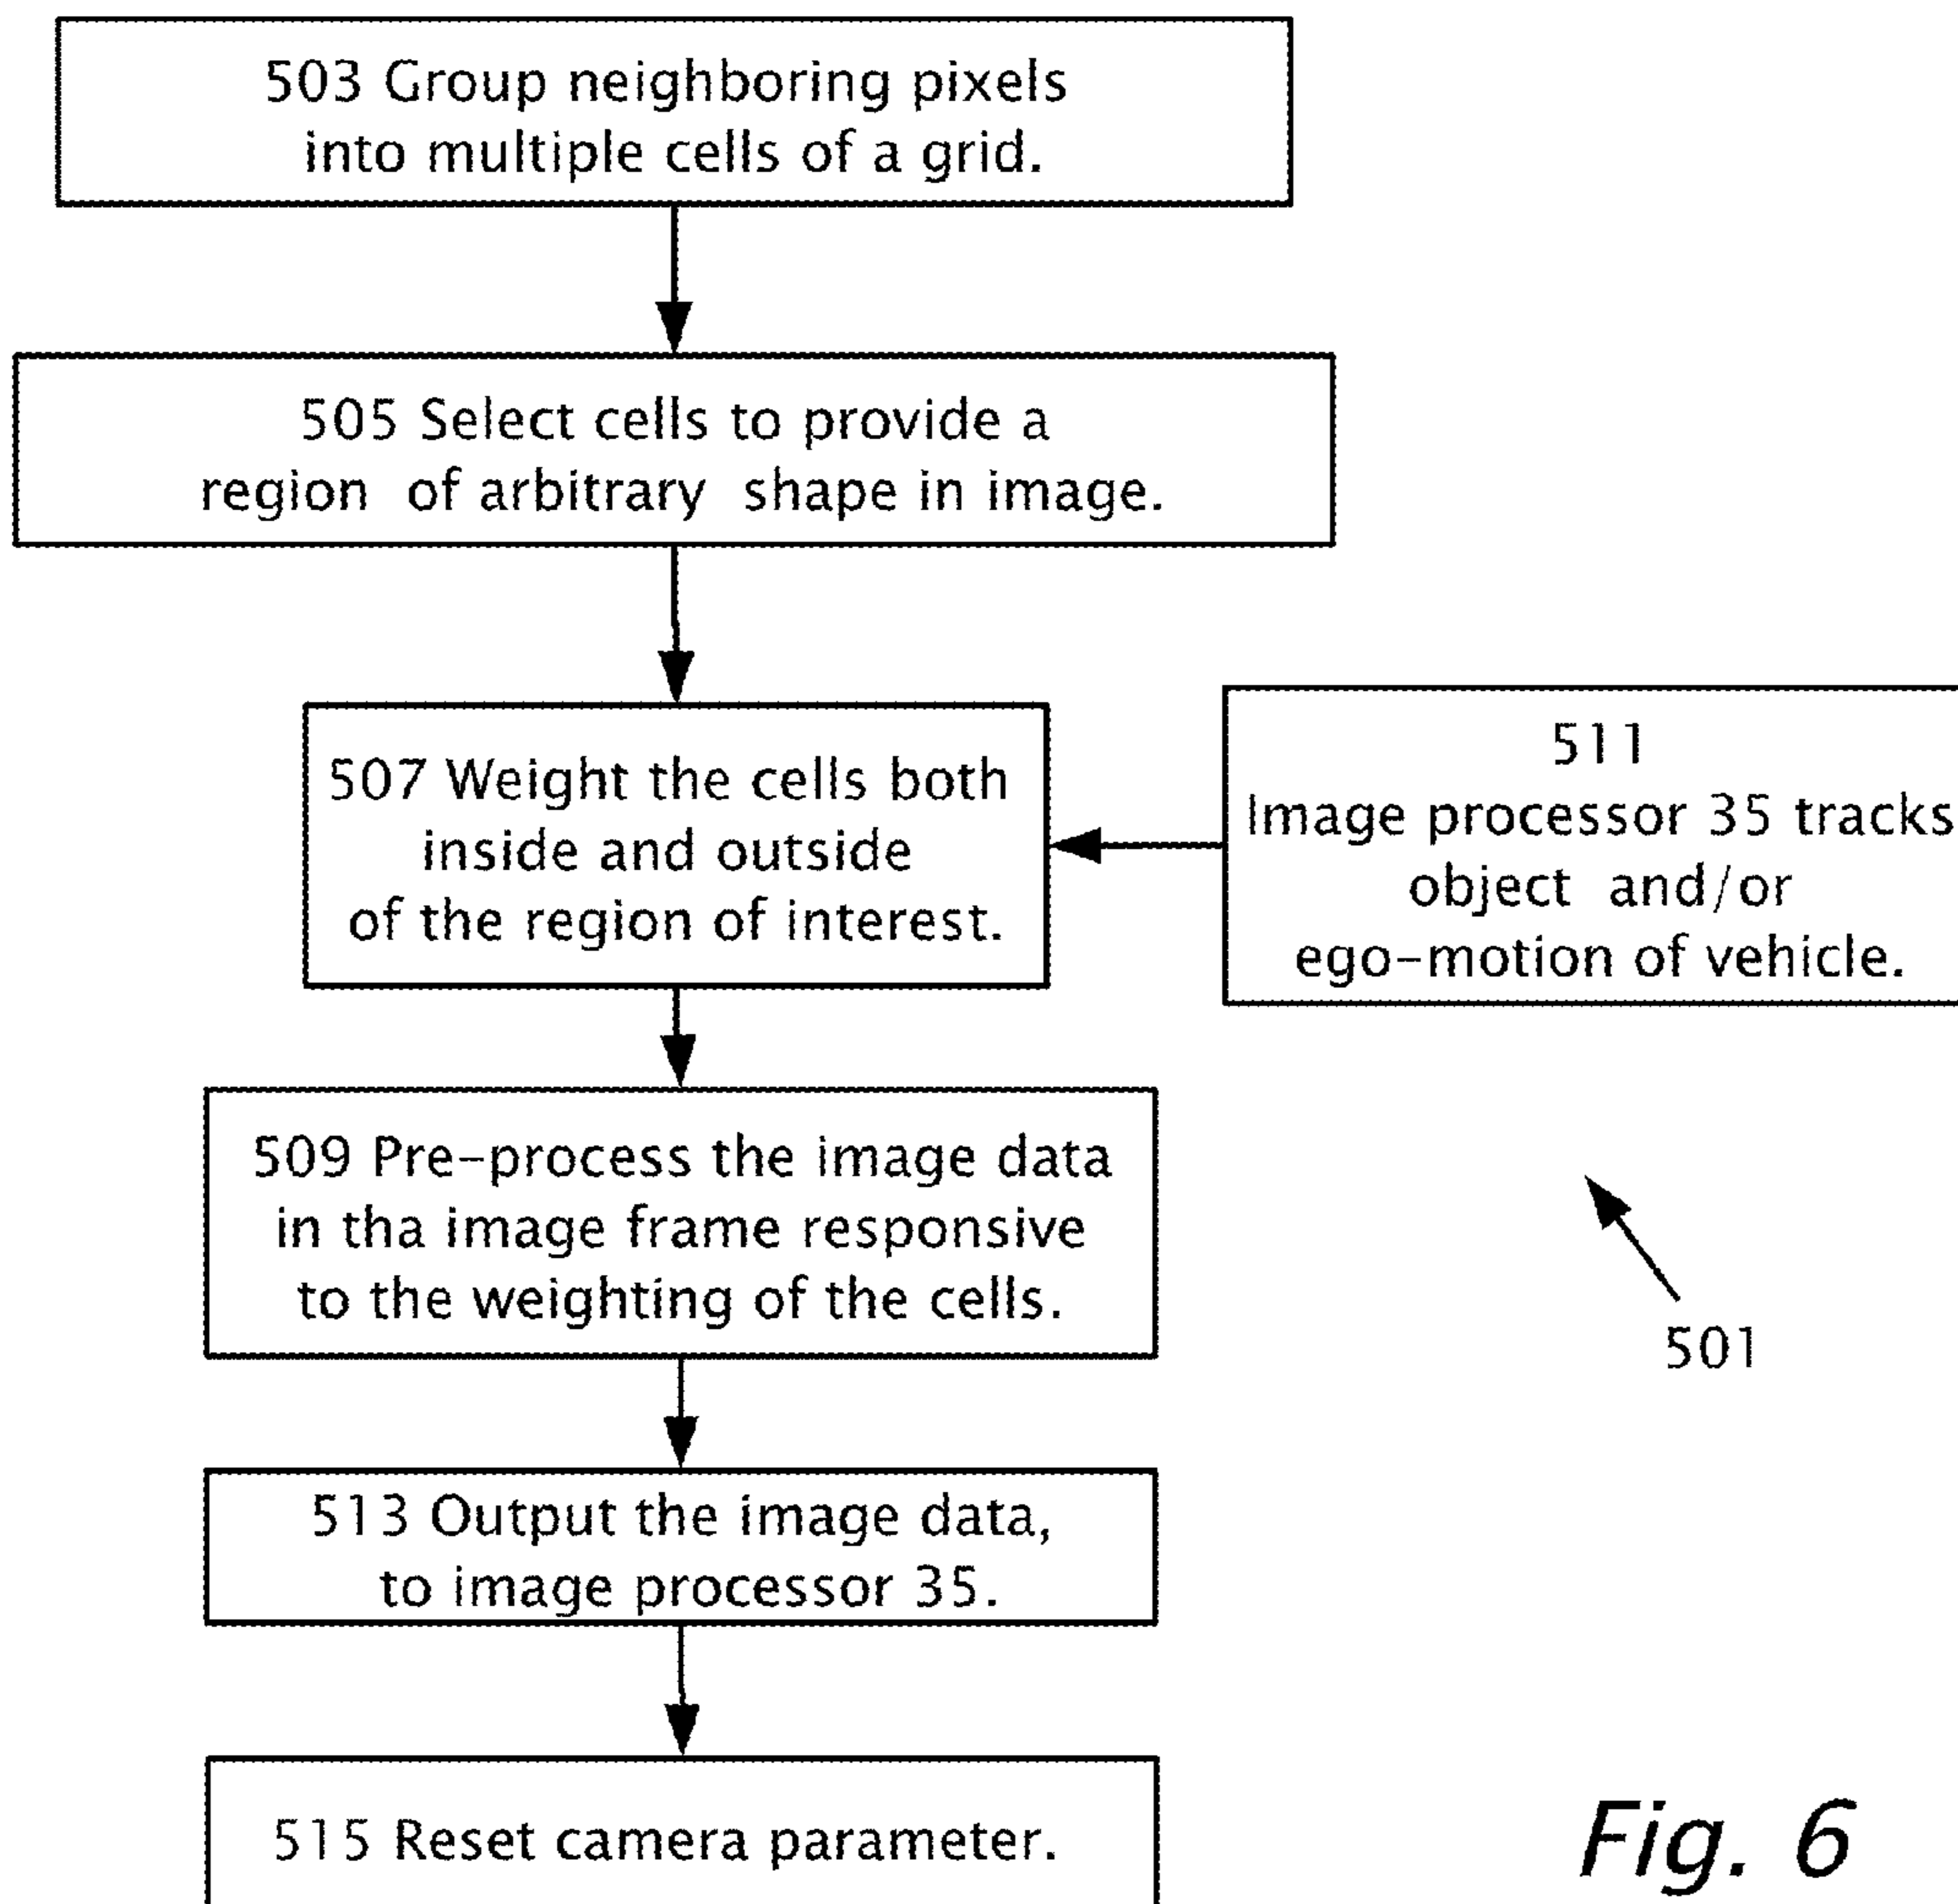 503 Group neighboring pixels
into multiple cells of a grid.
505 Select cells to provide a
region of arbitrary shape in image.
507 Weight the cells both
inside and outside
of the region of interest.
511
Image processor 35 tracks
object and/or
ego-motion of vehicle.
509 Pre-process the image data
in tha image frame responsive
to the weighting of the cells.
501
513 Output the image data,
to image processor 35.
515 Reset camera parameter.
Fig. 6